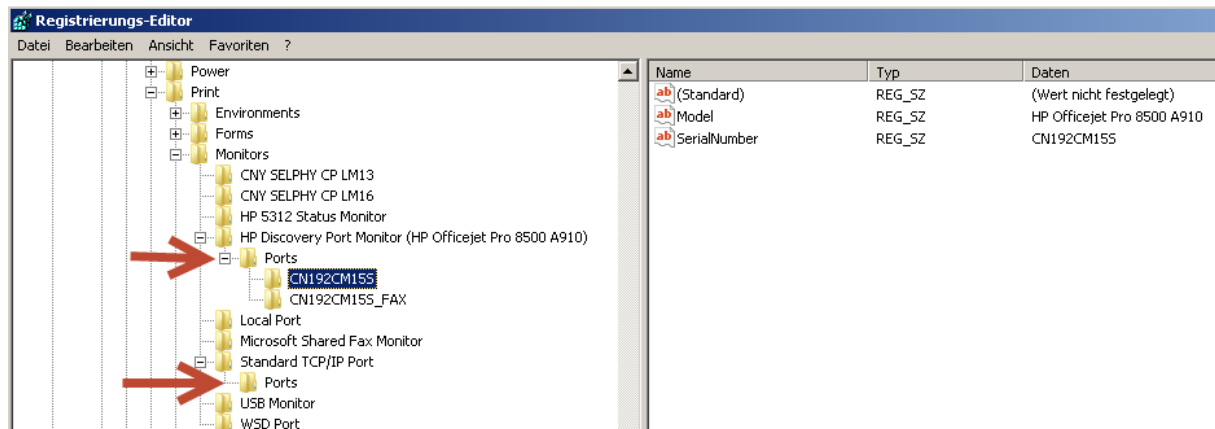 Registrierungs-Editor
Datei Bearbeiten Ansicht Favoriten ?
Power
Print
Environments
Forms
Monitors
CNY SELPHY CP LM13
CNY SELPHY CP LM16
HP 5312 Status Monitor
HP Discovery Port Monitor (HP Officejet Pro 8500 A910)
Ports
CN192CM15S
CN192CM15S_FAX
Local Port
Microsoft Shared Fax Monitor
Standard TCP/IP Port
Ports
USB Monitor
WSD Port
Name Typ Daten
ab (Standard) REG_SZ (Wert nicht festgelegt)
ab Model REG_SZ HP Officejet Pro 8500 A910
ab SerialNumber REG_SZ CN192CM15S